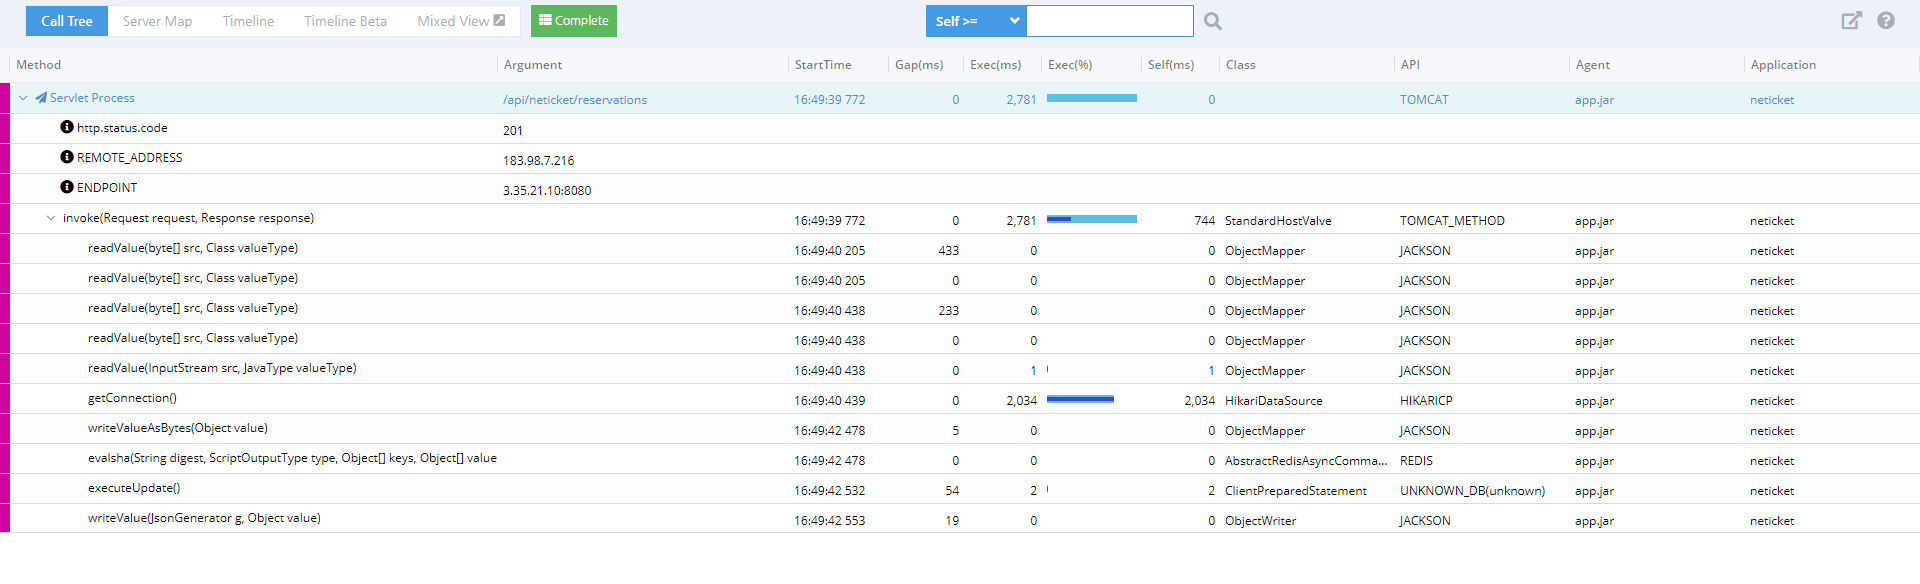 Call Tree Server Map Timeline Timeline Beta Mixed View Complete Self >=
Method Argument StartTime Gap(ms) Exec(ms) Exec(%) Self(ms) Class API Agent Application
Servlet Process /api/neticket/reservations 16:49:39 772 0 2,781 0 TOMCAT app.jar neticket
http.status.code 201
REMOTE_ADDRESS 183.98.7.216
ENDPOINT 3.35.21.10:8080
invoke(Request request, Response response) 16:49:39 772 0 2,781 744 StandardHostValve TOMCAT_METHOD app.jar neticket
readValue(byte[] src, Class valueType) 16:49:40 205 433 0 0 ObjectMapper JACKSON app.jar neticket
readValue(byte[] src, Class valueType) 16:49:40 205 0 0 0 ObjectMapper JACKSON app.jar neticket
readValue(byte[] src, Class valueType) 16:49:40 438 233 0 0 ObjectMapper JACKSON app.jar neticket
readValue(byte[] src, Class valueType) 16:49:40 438 0 0 0 ObjectMapper JACKSON app.jar neticket
readValue(InputStream src, JavaType valueType) 16:49:40 438 0 1 1 ObjectMapper JACKSON app.jar neticket
getConnection() 16:49:40 439 0 2,034 2,034 HikariDataSource HIKARICP app.jar neticket
writeValueAsBytes(Object value) 16:49:42 478 5 0 0 ObjectMapper JACKSON app.jar neticket
evalsha(String digest, ScriptOutputType type, Object[] keys, Object[] value 16:49:42 478 0 0 0 AbstractRedisAsyncComma... REDIS app.jar neticket
executeUpdate() 16:49:42 532 54 2 2 ClientPreparedStatement UNKNOWN_DB(unknown) app.jar neticket
writeValue(JsonGenerator g, Object value) 16:49:42 553 19 0 0 ObjectWriter JACKSON app.jar neticket